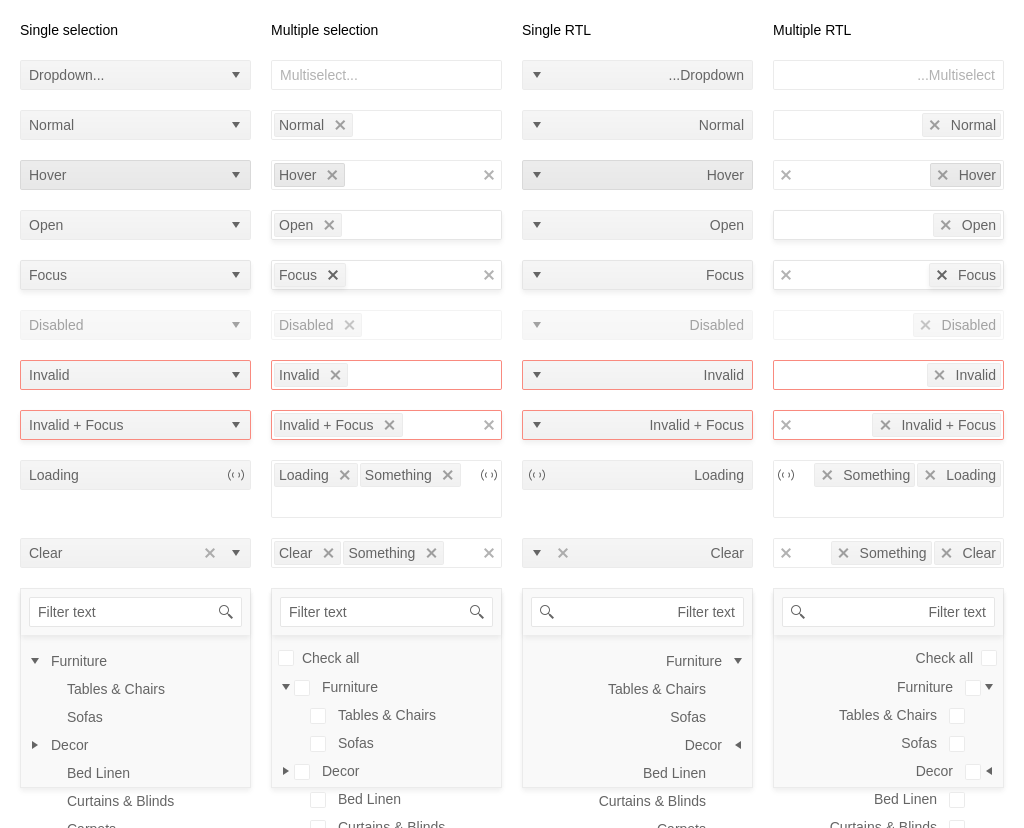 Single selection
Multiple selection
Single RTL
Multiple RTL
Dropdown...
Multiselect...
...Dropdown
...Multiselect
Normal
Normal
Normal
Normal
Hover
Hover
Hover
Hover
Open
Open
Open
Open
Focus
Focus
Focus
Focus
Disabled
Disabled
Disabled
Disabled
Invalid
Invalid
Invalid
Invalid
Invalid + Focus
Invalid + Focus
Invalid + Focus
Invalid + Focus
Loading
Loading Something
Loading
Something Loading
Clear
Clear Something
Clear
Something Clear
Filter text
Furniture
Tables & Chairs
Sofas
Decor
Bed Linen
Curtains & Blinds
Carpets
Filter text
Check all
Furniture
Tables & Chairs
Sofas
Decor
Bed Linen
Curtains & Blinds
Filter text
Furniture
Tables & Chairs
Sofas
Decor
Bed Linen
Curtains & Blinds
Carpets
Filter text
Check all
Furniture
Tables & Chairs
Sofas
Decor
Bed Linen
Curtains & Blinds